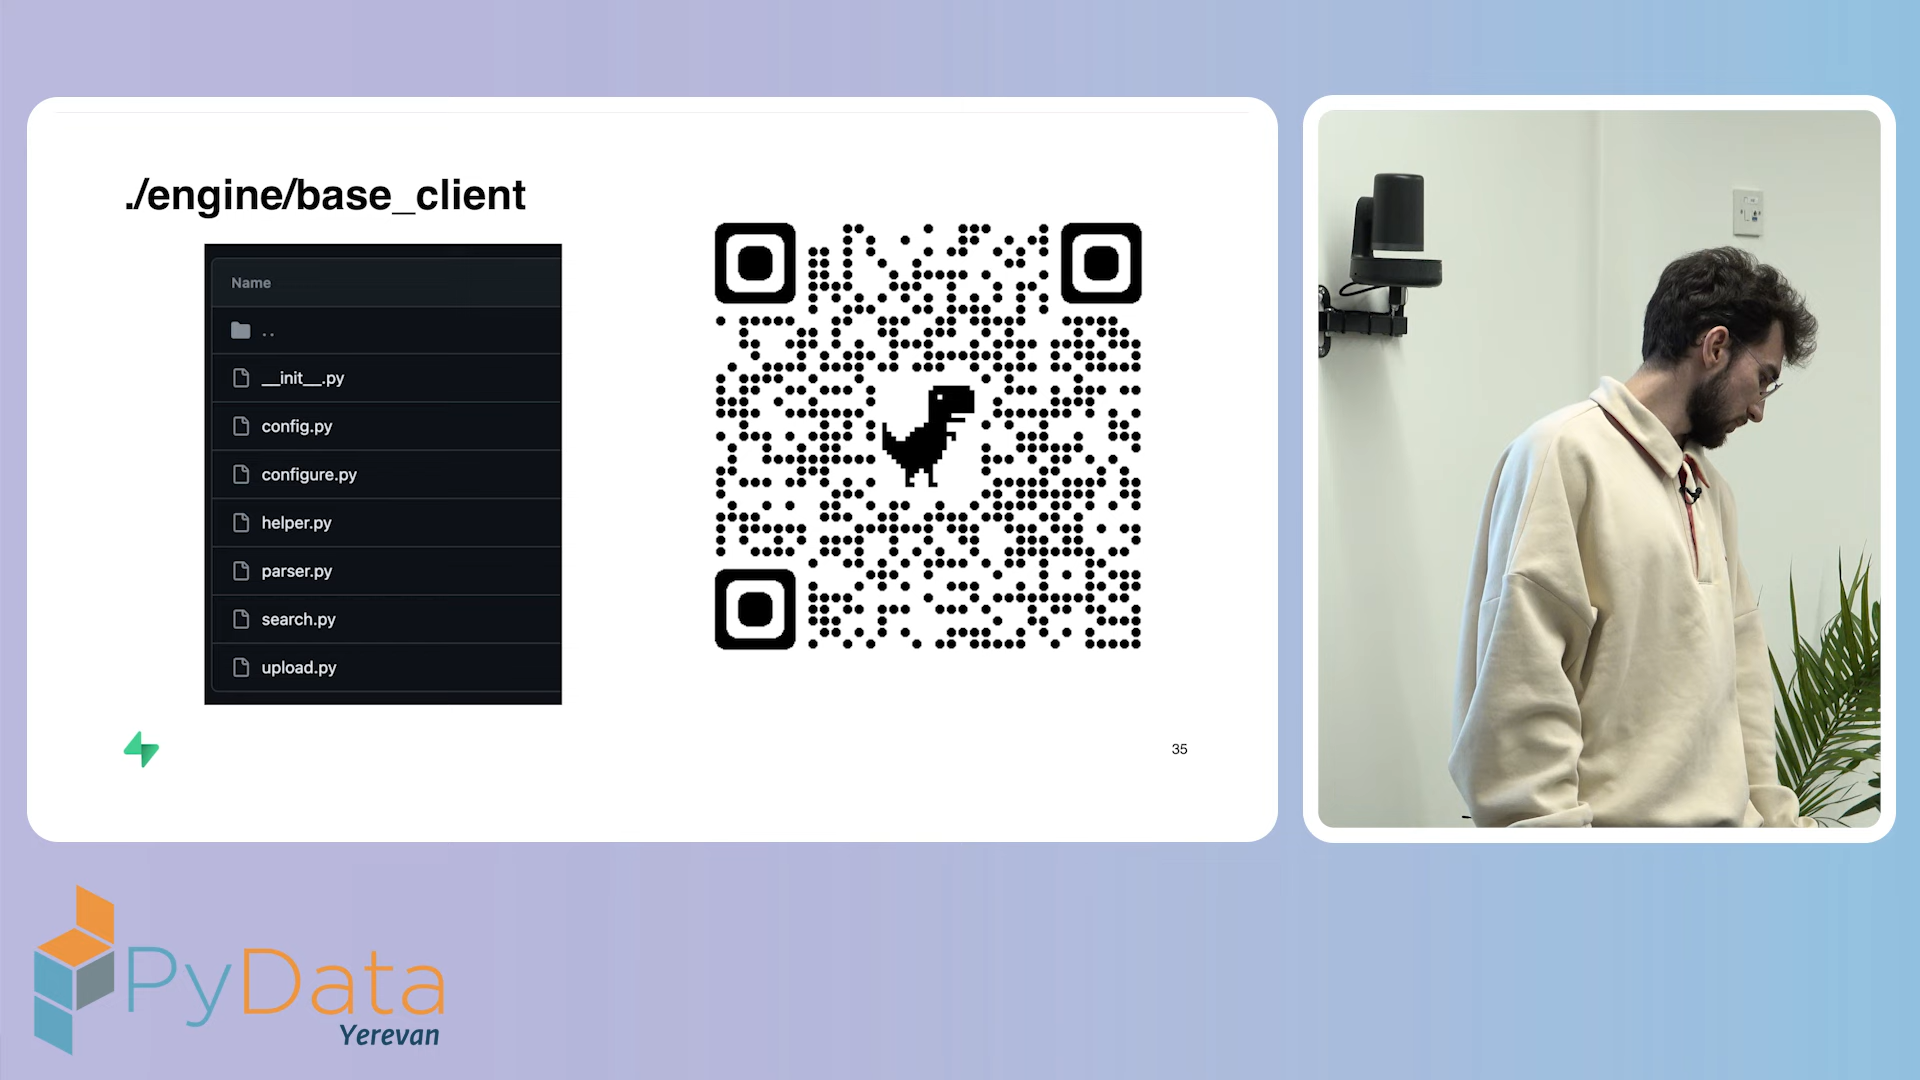 ./engine/base_client
Name
..
__init__.py
config.py
configure.py
helper.py
parser.py
search.py
upload.py
35
PyData
Yerevan